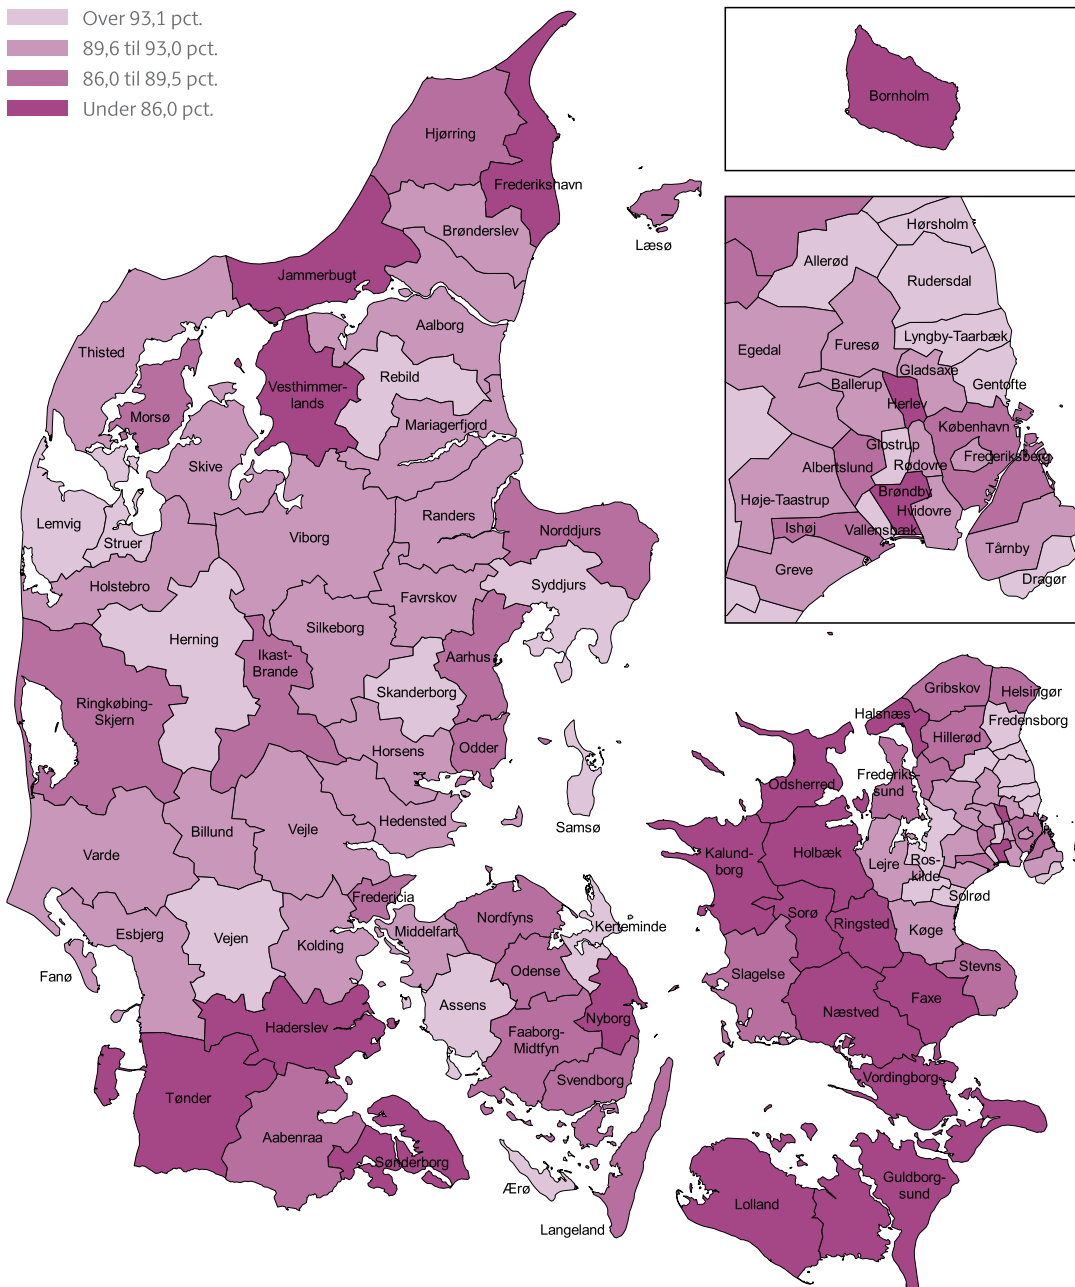 Over 93,1 pct.
89,6 til 93,0 pct.
86,0 til 89,5 pct.
Under 86,0 pct.
Bornholm
Hjørring
Frederikshavn
Læsø
Brønderslev
Jammerbugt
Aalborg
Thisted
Rebild
Vesthimmer-
lands
Morsø
Mariagerfjord
Skive
Lemvig
Struer
Viborg
Randers
Norddjurs
Holstebro
Syddjurs
Favrskov
Herning
Silkeborg
Ikast-
Brande
Aarhus
Skanderborg
Ringkøbing-
Skjern
Horsens
Odder
Samsø
Hedensted
Billund
Vejle
Varde
Fredericia
Esbjerg
Vejen
Kolding
Middelfart
Nordfyns
Kerteminde
Fanø
Odense
Assens
Haderslev
Faaborg-
Midtfyn
Nyborg
Svendborg
Tønder
Aabenraa
Sønderborg
Ærø
Langeland
Hørsholm
Allerød
Rudersdal
Lyngby-Taarbæk
Egedal
Furesø
Gladsaxe
Ballerup
Gentofte
Herlev
København
Glostrup
Frederiksberg
Albertslund
Rødovre
Brøndby
Høje-Taastrup
Hvidovre
Ishøj
Vallensbæk
Tårnby
Greve
Dragør
Gribskov
Helsingør
Halsnæs
Fredensborg
Hillerød
Frederiks-
sund
Odsherred
Kalund-
borg
Holbæk
Lejre
Ros-
kilde
Solrød
Sorø
Ringsted
Køge
Slagelse
Stevns
Næstved
Faxe
Vordingborg
Guldborg-
sund
Lolland